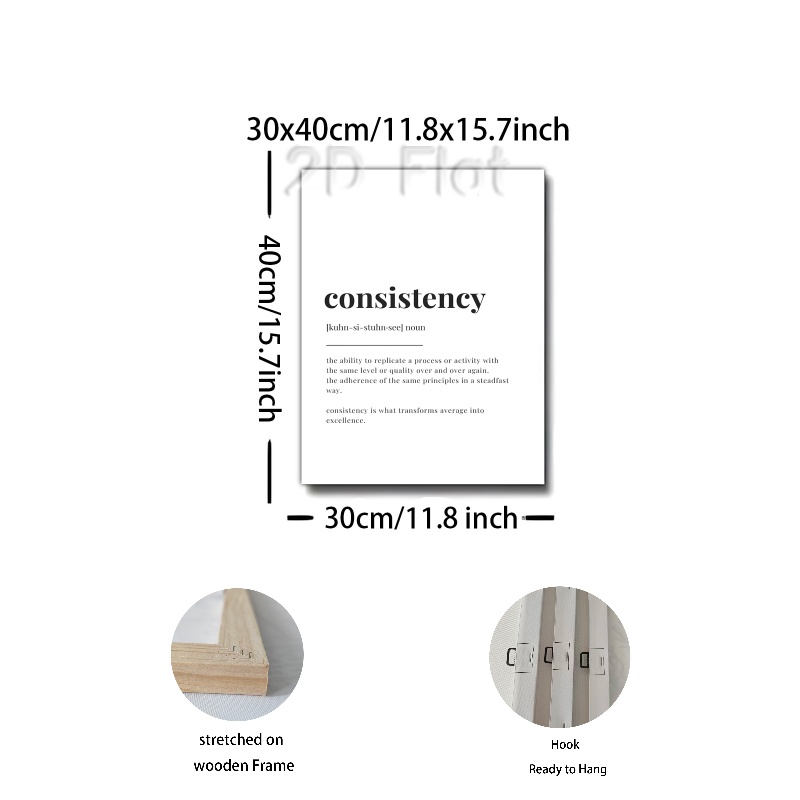 30x40cm/11.8x15.7inch
2D Flat
40cm/15.7inch
consistency
[kuhn-si-stuhn-see] noun
the ability to replicate a process or activity with
the same level or quality over and over again.
the adherence of the same principles in a steadfast
way.
consistency is what transforms average into
excellence.
30cm/11.8 inch
stretched on
wooden Frame
Hook
Ready to Hang